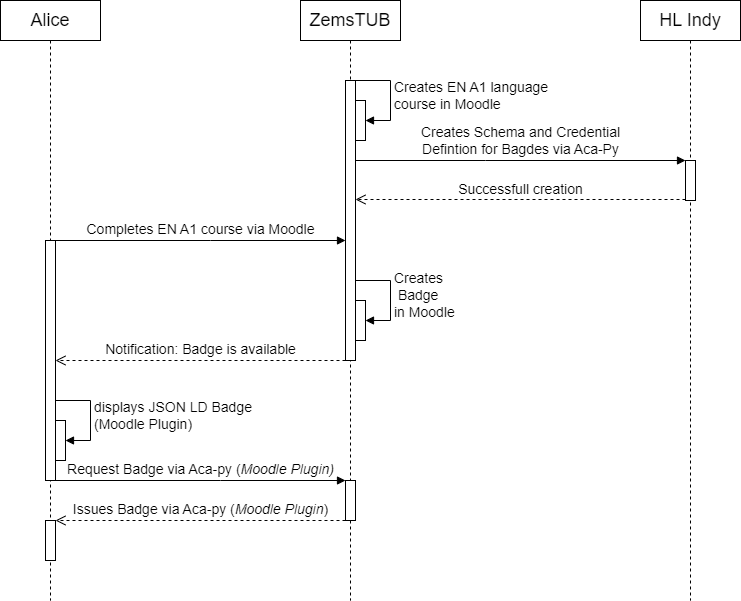 Alice
ZemsTUB
HL Indy
Creates EN A1 language
course in Moodle
Creates Schema and Credential
Defintion for Bagdes via Aca-Py
Successfull creation
Completes EN A1 course via Moodle
Creates
Badge
in Moodle
Notification: Badge is available
displays JSON LD Badge
(Moodle Plugin)
Request Badge via Aca-py (Moodle Plugin)
Issues Badge via Aca-py (Moodle Plugin)